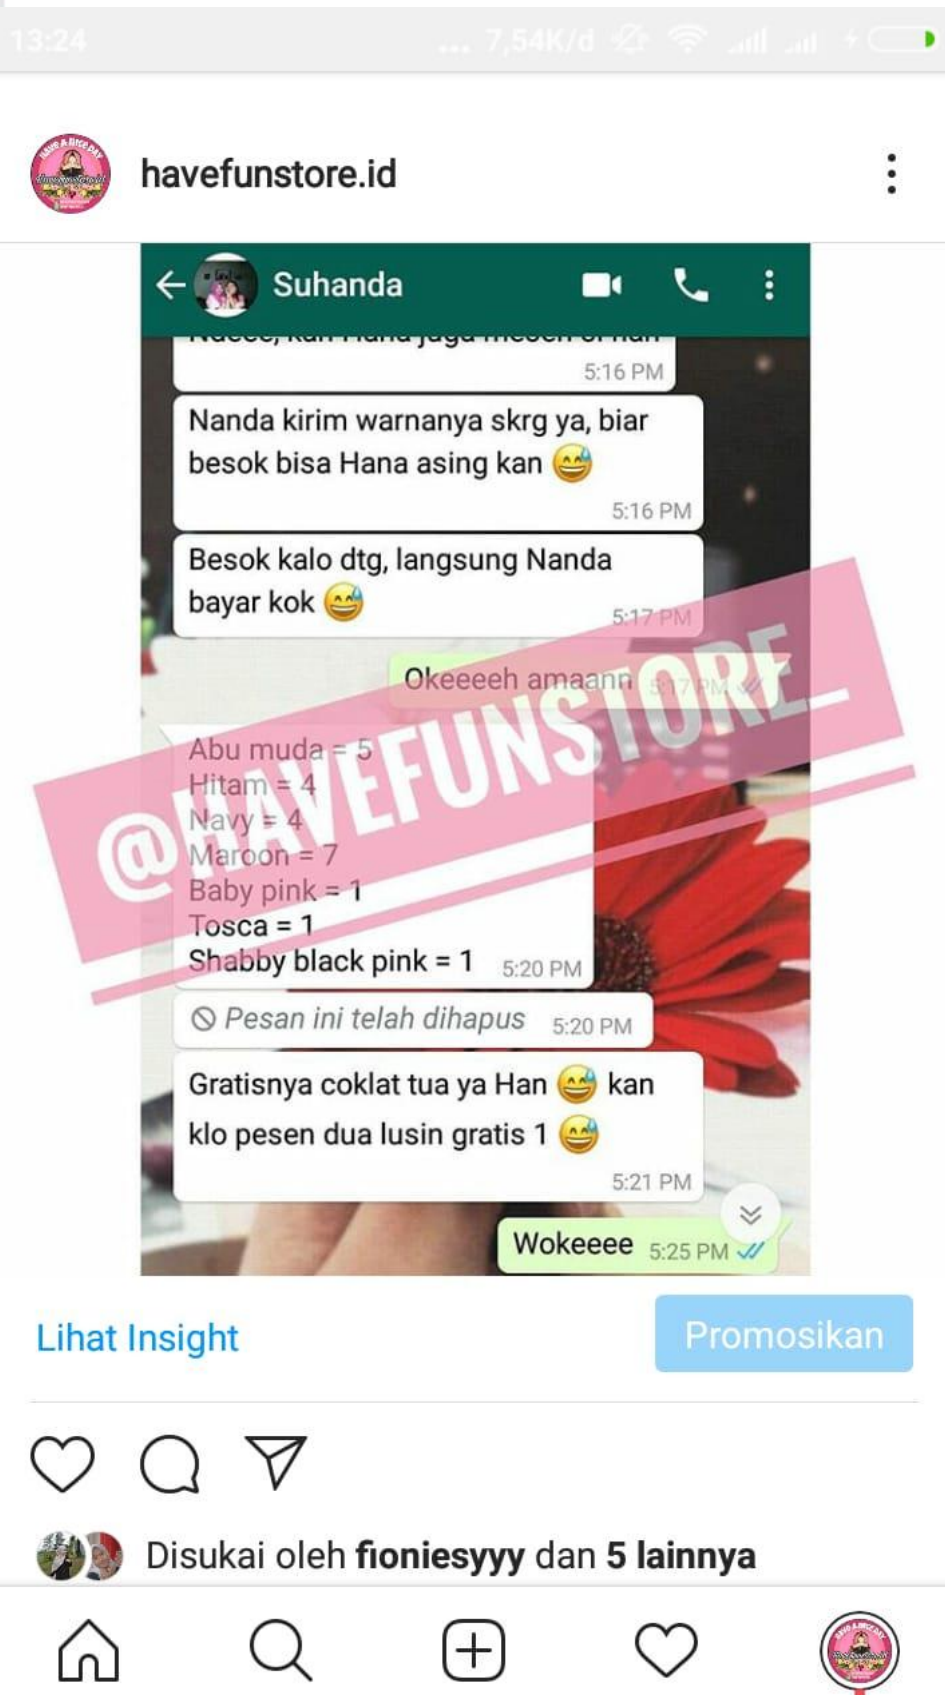 13:24
... 7,54K/d
havefunstore.id
Suhanda
5:16 PM
Nanda kirim warnanya skrg ya, biar
besok bisa Hana asing kan 😅
5:16 PM
Besok kalo dtg, langsung Nanda
bayar kok 😅
5:17 PM
Okeeeeh amaann 5:17 PM
@HAVEFUNSTORE_
Abu muda = 5
Hitam = 4
Navy = 4
Maroon = 7
Baby pink = 1
Tosca = 1
Shabby black pink = 1 5:20 PM
Pesan ini telah dihapus 5:20 PM
Gratisnya coklat tua ya Han 😅 kan
klo pesen dua lusin gratis 1 😅
5:21 PM
Wokeeee 5:25 PM
Lihat Insight
Promosikan
Disukai oleh fioniesyyy dan 5 lainnya